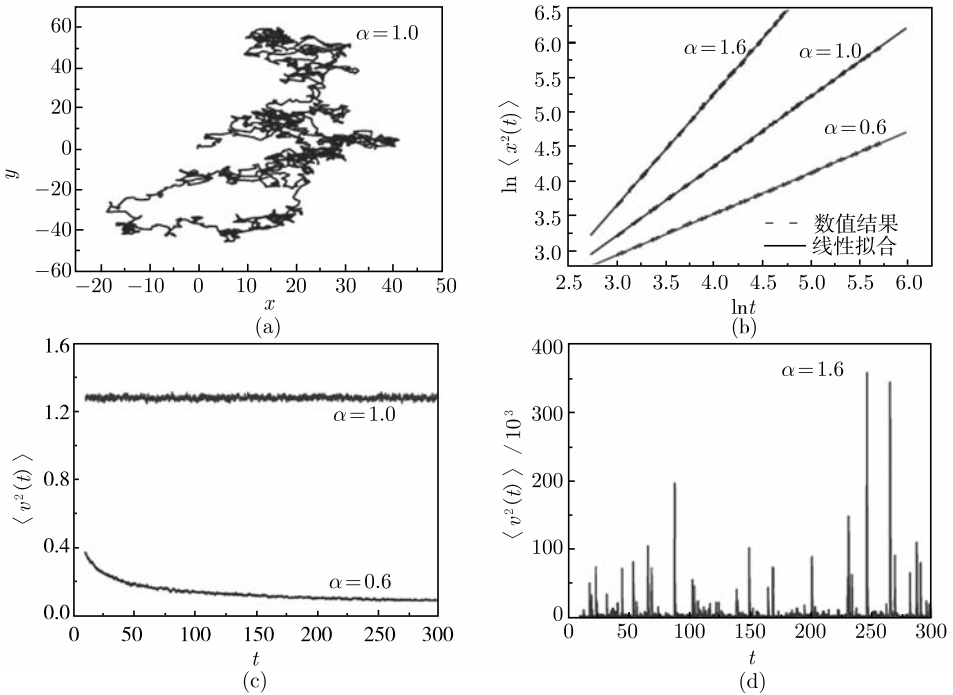 60
40
20
0
−20
−40
−60
y
α=1.0
−20 −10 0 10 20 30 40 50
x
(a)
6.5
6.0
5.5
5.0
4.5
4.0
3.5
3.0
ln⟨x²(t)⟩
α=1.6
α=1.0
α=0.6
数值结果
线性拟合
2.5 3.0 3.5 4.0 4.5 5.0 5.5 6.0
lnt
(b)
1.6
1.2
0.8
0.4
0.0
⟨v²(t)⟩
α=1.0
α=0.6
0 50 100 150 200 250 300
t
(c)
400
300
200
100
0
⟨v²(t)⟩ /10³
α=1.6
0 50 100 150 200 250 300
t
(d)